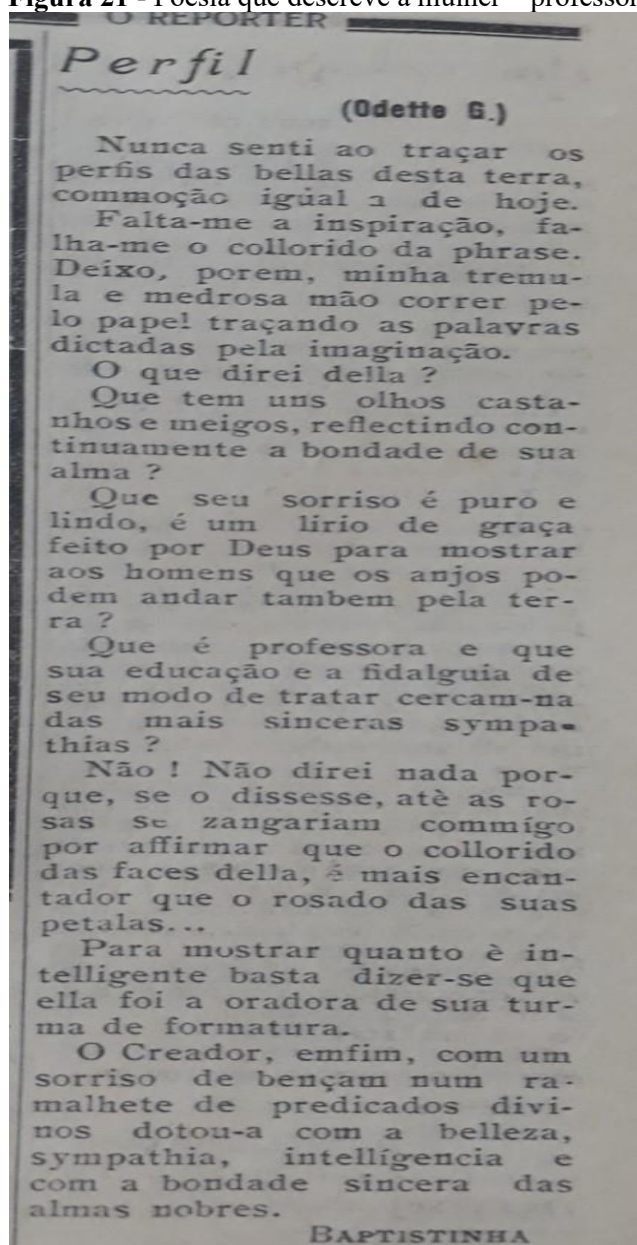 Figura 21 - Poesia que descreve a mulher - professor
O REPORTER
Perfil
(Odette G.)
Nunca senti ao traçar os
perfis das bellas desta terra,
commoção igúal a de hoje.
Falta-me a inspiração, fa-
lha-me o collorido da phrase.
Deixo, porem, minha tremu-
la e medrosa mão correr pe-
lo papel traçando as palavras
dictadas pela imaginação.
O que direi della ?
Que tem uns olhos casta-
nhos e meigos, reflectindo con-
tinuamente a bondade de sua
alma ?
Que seu sorriso é puro e
lindo, é um lirio de graça
feito por Deus para mostrar
aos homens que os anjos po-
dem andar tambem pela ter-
ra ?
Que é professora e que
sua educação e a fidalguia de
seu modo de tratar cercam-na
das mais sinceras sympa-
thias ?
Não ! Não direi nada por-
que, se o dissesse, atè as ro-
sas se zangariam commígo
por affirmar que o collorido
das faces della, é mais encan-
tador que o rosado das suas
petalas...
Para mostrar quanto è in-
telligente basta dizer-se que
ella foi a oradora de sua tur-
ma de formatura.
O Creador, emfim, com um
sorriso de bençam num ra-
malhete de predicados divi-
nos dotou-a com a belleza,
sympathia, intellígencia e
com a bondade sincera das
almas nobres.
BAPTISTINHA